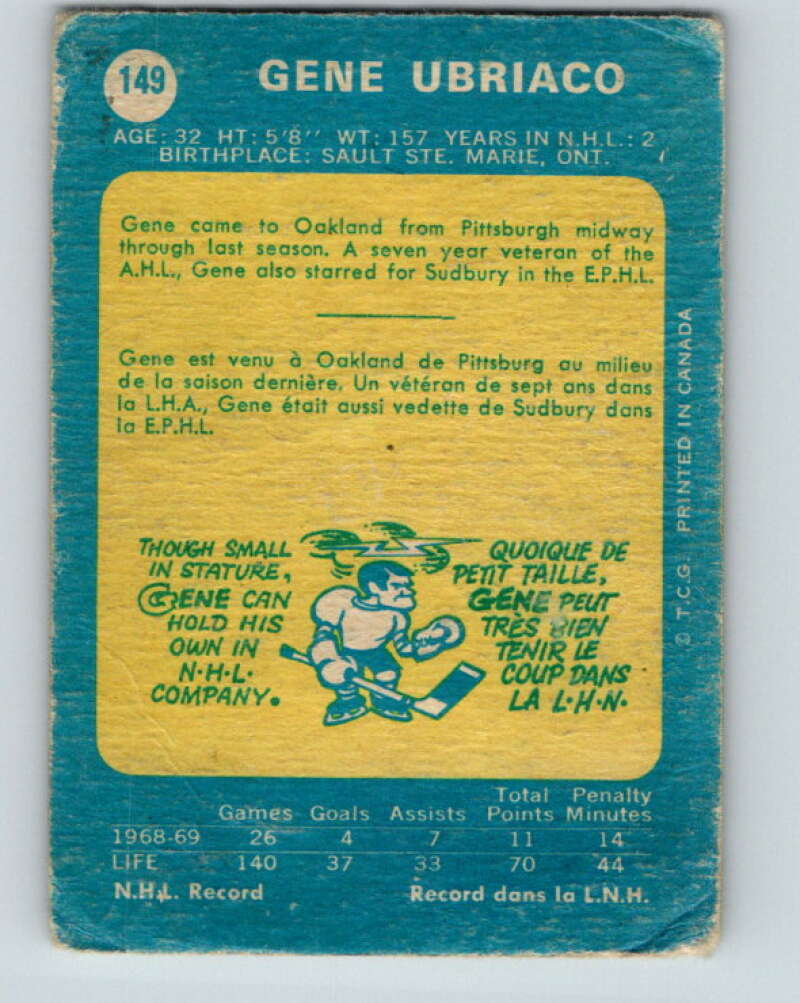 149
GENE UBRIACO
AGE: 32 HT: 5'8'' WT: 157 YEARS IN N.H.L.: 2
BIRTHPLACE: SAULT STE. MARIE, ONT.
Gene came to Oakland from Pittsburgh midway
through last season. A seven year veteran of the
A.H.L., Gene also starred for Sudbury in the E.P.H.L.
Gene est venu à Oakland de Pittsburg au milieu
de la saison dernière. Un vétéran de sept ans dans
la L.H.A., Gene était aussi vedette de Sudbury dans
la E.P.H.L.
THOUGH SMALL
IN STATURE,
GENE CAN
HOLD HIS
OWN IN
N·H·L·
COMPANY.
QUOIQUE DE
PETIT TAILLE,
GENE PEUT
TRÈS BIEN
TENIR LE
COUP DANS
LA L·H·N·
© T.C.G. PRINTED IN CANADA
Games Goals Assists Total Points Penalty Minutes
1968-69 26 4 7 11 14
LIFE 140 37 33 70 44
N.H.L. Record Record dans la L.N.H.